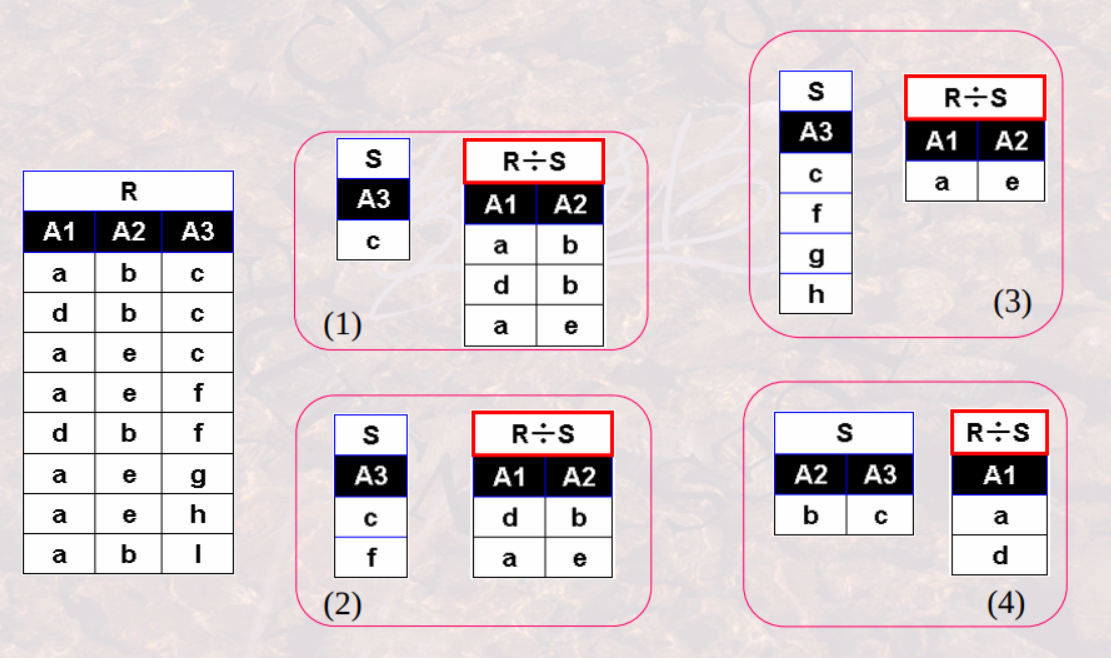 R
A1 A2 A3
a b c
d b c
a e c
a e f
d b f
a e g
a e h
a b l
S
A3
c
R÷S
A1 A2
a b
d b
a e
(1)
S
A3
c
f
R÷S
A1 A2
d b
a e
(2)
S
A3
c
f
g
h
R÷S
A1 A2
a e
(3)
S
A2 A3
b c
R÷S
A1
a
d
(4)